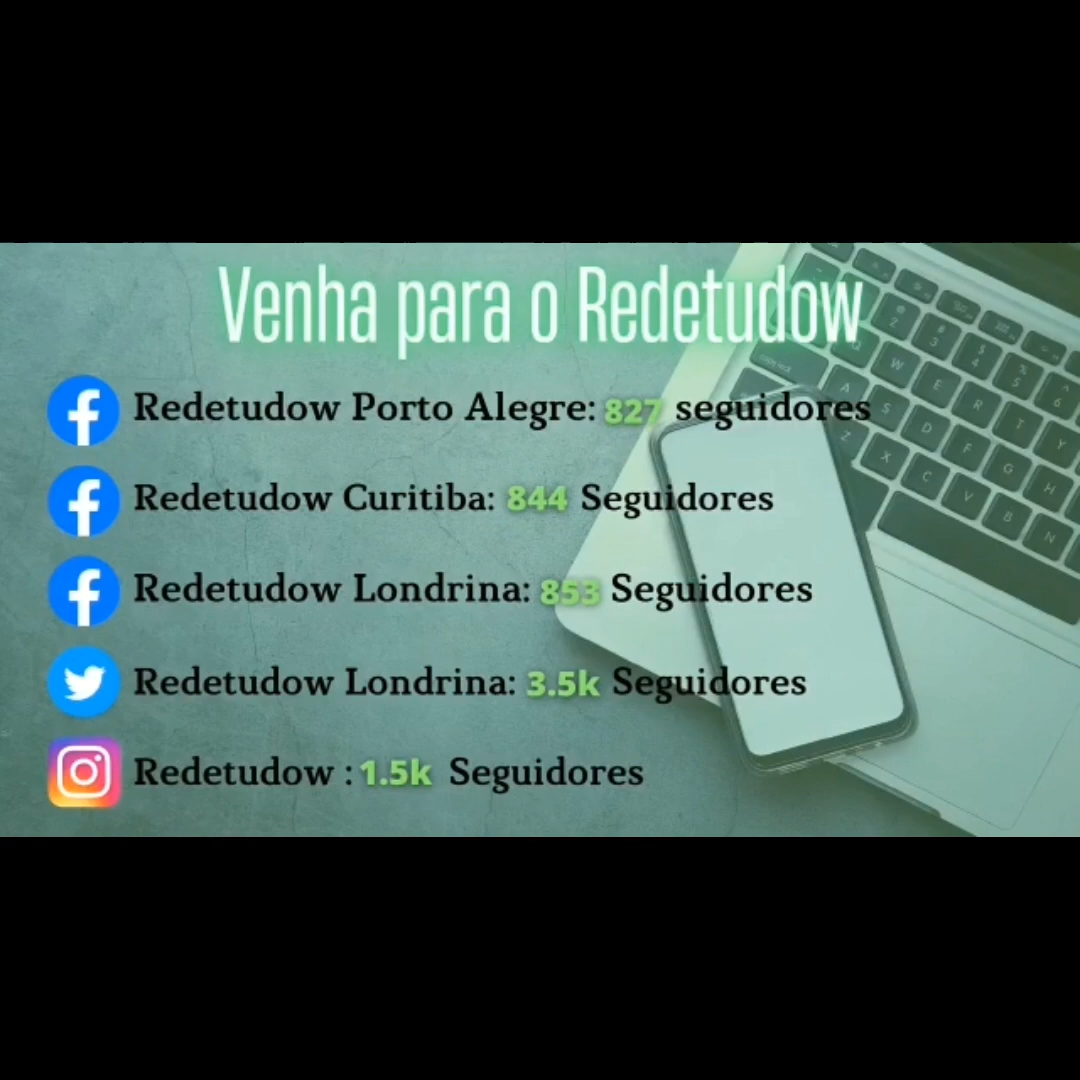 Venha para o Redetudow
Redetudow Porto Alegre: 827 seguidores
Redetudow Curitiba: 844 Seguidores
Redetudow Londrina: 853 Seguidores
Redetudow Londrina: 3.5k Seguidores
Redetudow : 1.5k Seguidores